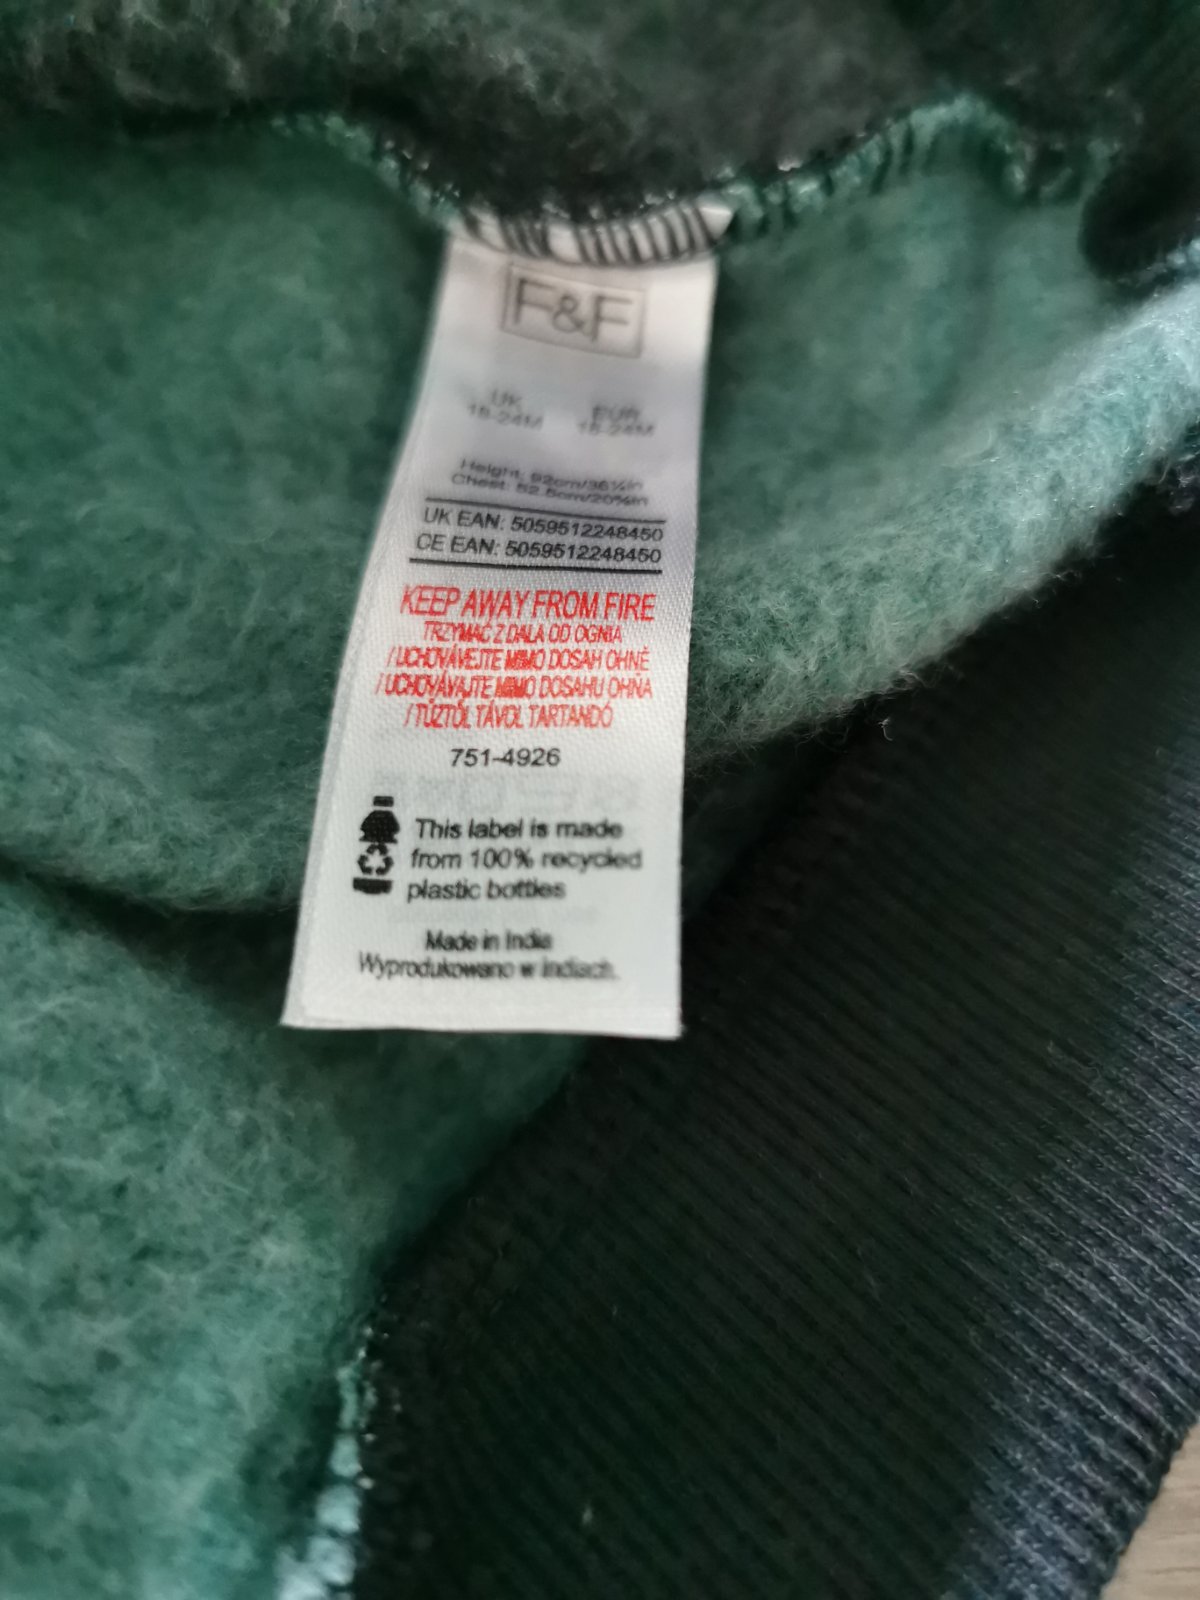 F&F
UK EUR
18-24M 18-24M
Height: 92cm/36¼in
Chest: 52.5cm/20¾in
UK EAN: 5059512248450
CE EAN: 5059512248450
KEEP AWAY FROM FIRE
TRZYMAĆ Z DALA OD OGNIA
/ UCHOVÁVEJTE MIMO DOSAH OHNĚ
/ UCHOVÁVAJTE MIMO DOSAHU OHŇA
/ TŰZTŐL TÁVOL TARTANDÓ
751-4926
This label is made
from 100% recycled
plastic bottles
Made in India
Wyprodukowano w Indiach.